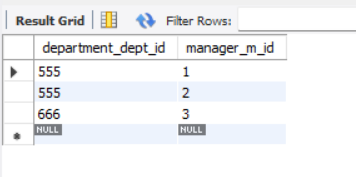 Result Grid Filter Rows:
department_dept_id manager_m_id
555 1
555 2
666 3
NULL NULL